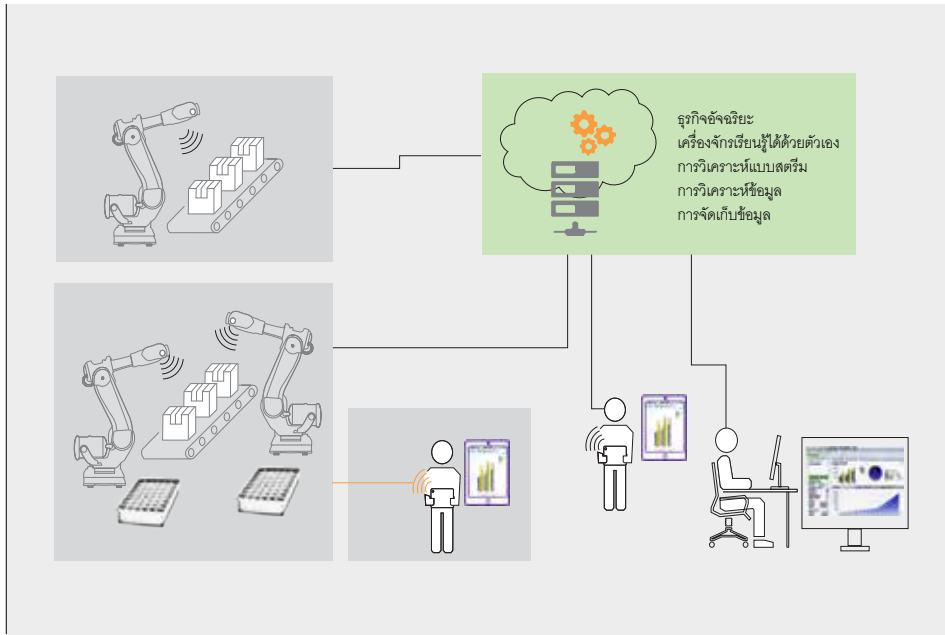 ธุรกิจอัจฉริยะ
เครื่องจักรเรียนรู้ได้ด้วยตัวเอง
การวิเคราะห์แบบสตรีม
การวิเคราะห์ข้อมูล
การจัดเก็บข้อมูล